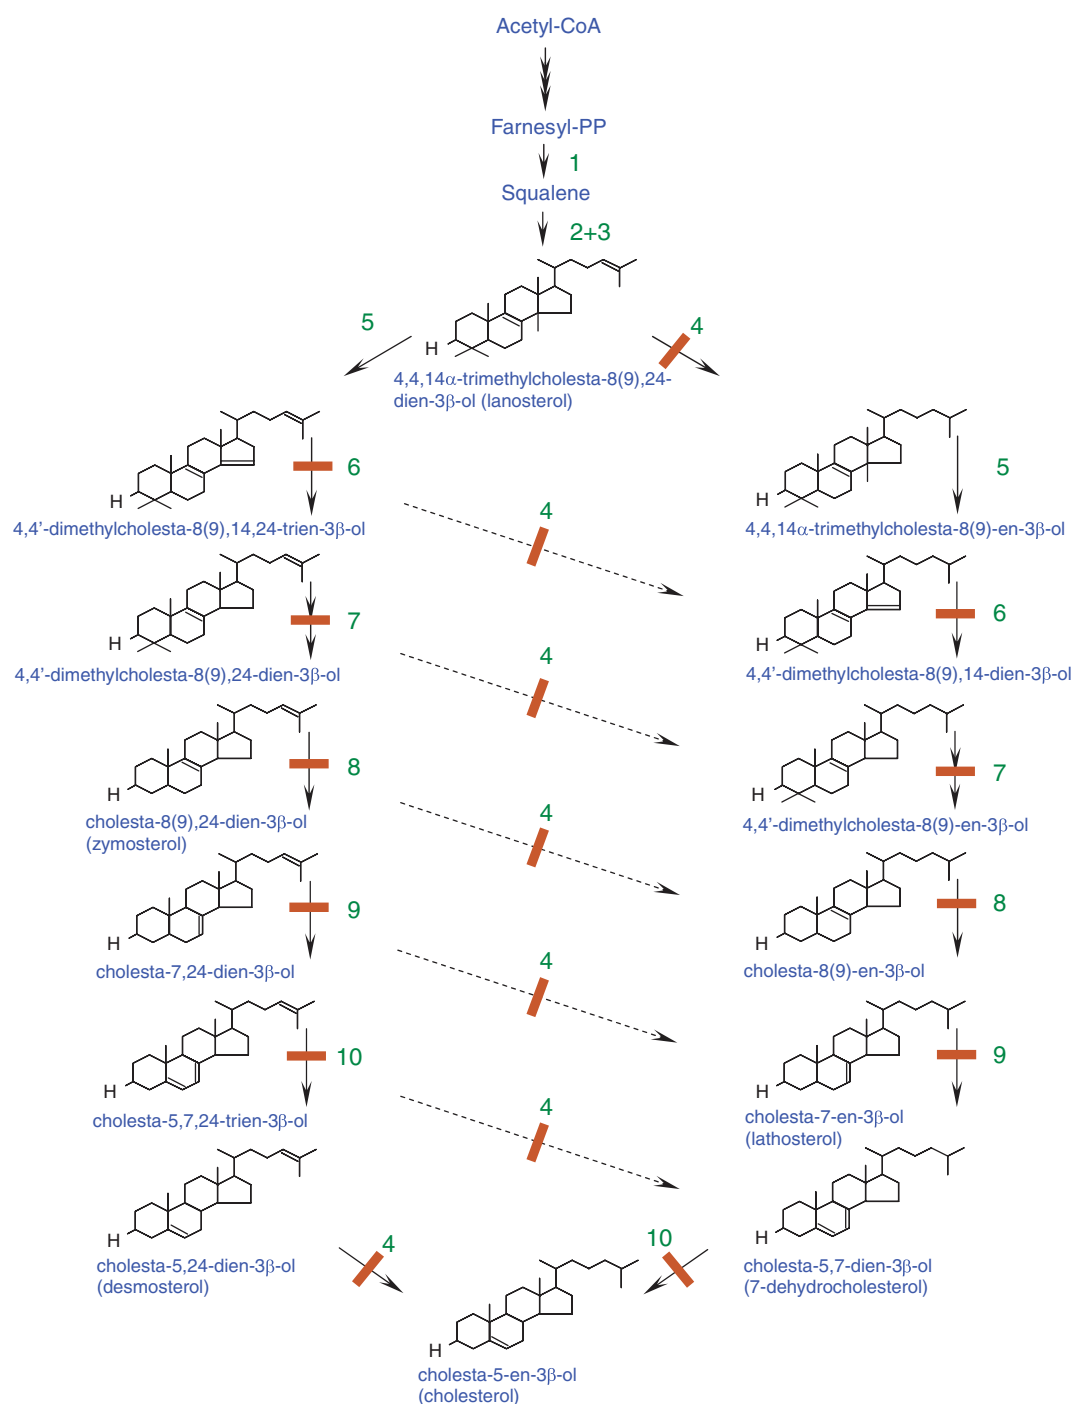 Acetyl-CoA
Farnesyl-PP
1
Squalene
2+3
5
4
H
4,4,14α-trimethylcholesta-8(9),24-
dien-3β-ol (lanosterol)
H
6
4,4'-dimethylcholesta-8(9),14,24-trien-3β-ol
4
H
5
4,4,14α-trimethylcholesta-8(9)-en-3β-ol
H
7
4,4'-dimethylcholesta-8(9),24-dien-3β-ol
4
H
6
4,4'-dimethylcholesta-8(9),14-dien-3β-ol
H
8
cholesta-8(9),24-dien-3β-ol
(zymosterol)
4
H
7
4,4'-dimethylcholesta-8(9)-en-3β-ol
H
9
cholesta-7,24-dien-3β-ol
4
H
8
cholesta-8(9)-en-3β-ol
H
10
cholesta-5,7,24-trien-3β-ol
4
H
9
cholesta-7-en-3β-ol
(lathosterol)
H
cholesta-5,24-dien-3β-ol
(desmosterol)
4
10
H
cholesta-5,7-dien-3β-ol
(7-dehydrocholesterol)
H
cholesta-5-en-3β-ol
(cholesterol)